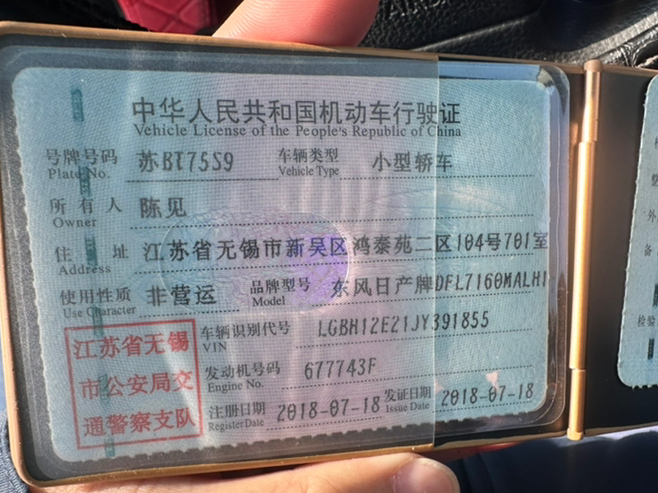 中华人民共和国机动车行驶证
Vehicle License of the People's Republic of China
号牌号码 苏BT75S9 车辆类型 小型轿车
Plate No. Vehicle Type
所有人 陈见
Owner
住址 江苏省无锡市新吴区鸿泰苑二区104号701室
Address
使用性质 非营运 品牌型号 东风日产牌DFL7160MALH1
Use Character Model
江苏省无锡
市公安局交
通警察支队
车辆识别代号 LGBH12E21JY391855
VIN
发动机号码 677743F
Engine No.
注册日期 2018-07-18 发证日期 2018-07-18
Register Date Issue Date